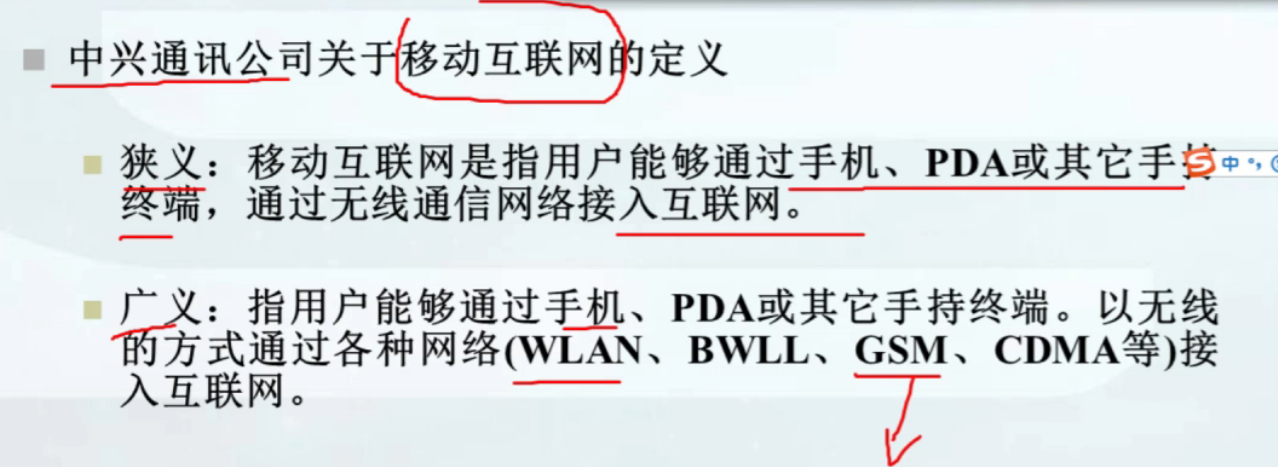 中兴通讯公司关于移动互联网的定义
狭义：移动互联网是指用户能够通过手机、PDA或其它手持
终端，通过无线通信网络接入互联网。
中
广义：指用户能够通过手机、PDA或其它手持终端。以无线
的方式通过各种网络(WLAN、BWLL、GSM、CDMA等)接
入互联网。